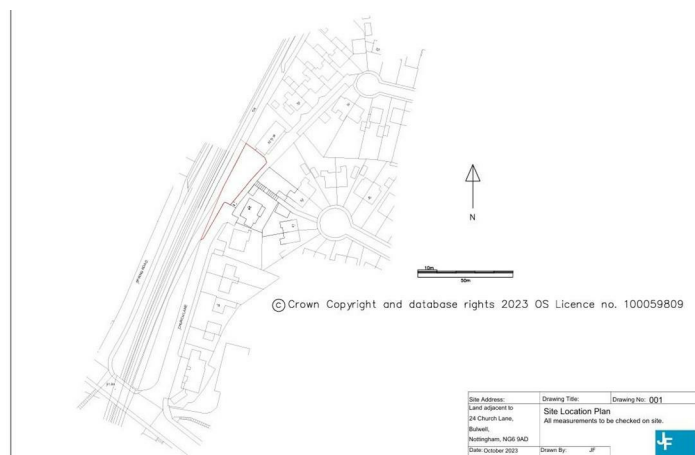 N
10m
50m
© Crown Copyright and database rights 2023 OS Licence no. 100059809
Site Address:
Land adjacent to
24 Church Lane,
Bulwell,
Nottingham, NG6 9AD
Date: October 2023
Drawing Title:
Site Location Plan
All measurements to be checked on site.
Drawn By: JF
Drawing No: 001
JF